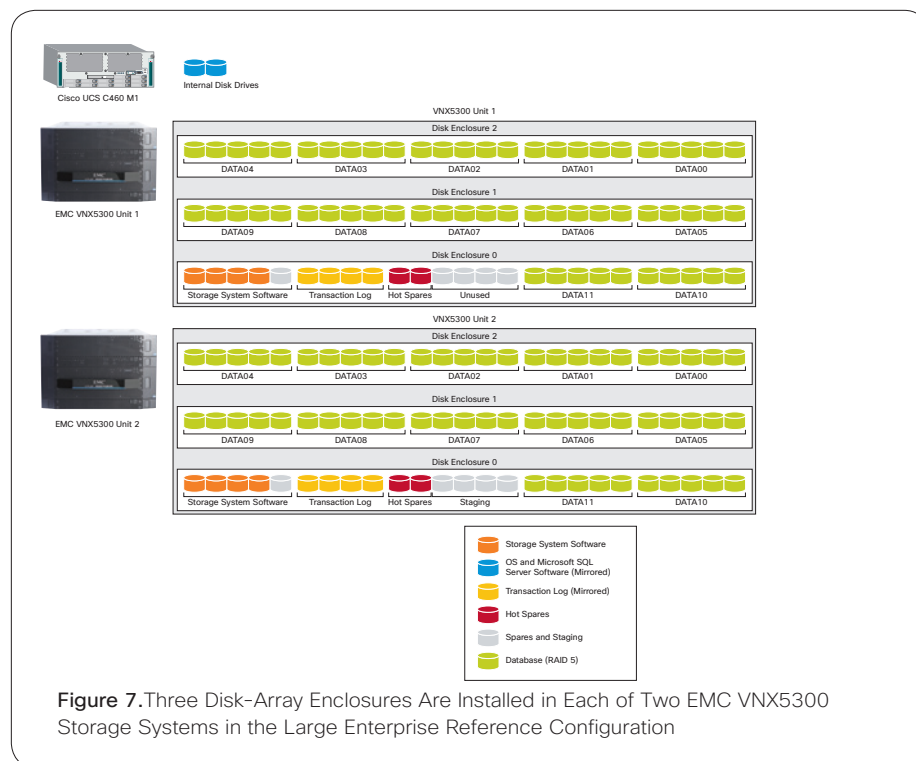 Cisco UCS C460 M1
Internal Disk Drives
VNX5300 Unit 1
Disk Enclosure 2
DATA04 DATA03 DATA02 DATA01 DATA00
Disk Enclosure 1
DATA09 DATA08 DATA07 DATA06 DATA05
EMC VNX5300 Unit 1
Disk Enclosure 0
Storage System Software Transaction Log Hot Spares Unused DATA11 DATA10
VNX5300 Unit 2
Disk Enclosure 2
DATA04 DATA03 DATA02 DATA01 DATA00
Disk Enclosure 1
EMC VNX5300 Unit 2
DATA09 DATA08 DATA07 DATA06 DATA05
Disk Enclosure 0
Storage System Software Transaction Log Hot Spares Staging DATA11 DATA10
Storage System Software
OS and Microsoft SQL
Server Software (Mirrored)
Transaction Log (Mirrored)
Hot Spares
Spares and Staging
Database (RAID 5)
Figure 7.Three Disk-Array Enclosures Are Installed in Each of Two EMC VNX5300
Storage Systems in the Large Enterprise Reference Configuration